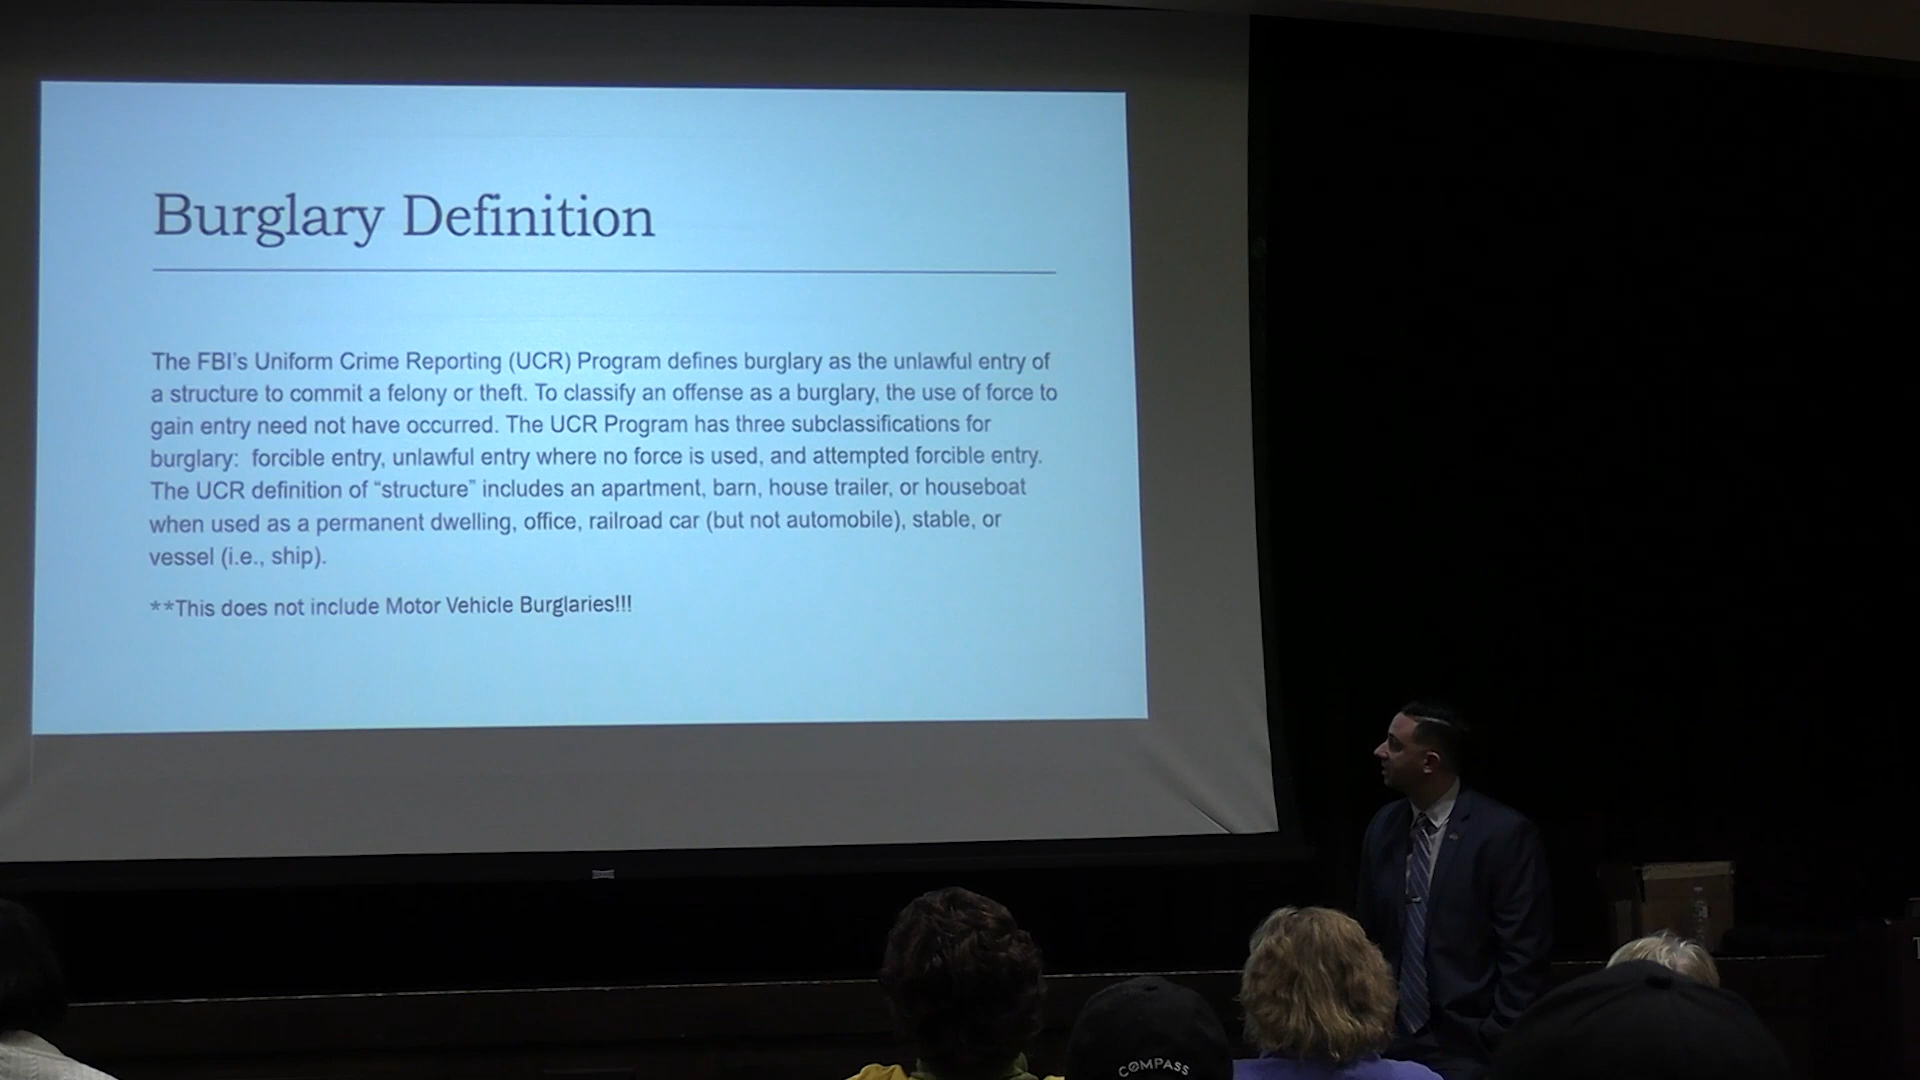 Burglary Definition
The FBI's Uniform Crime Reporting (UCR) Program defines burglary as the unlawful entry of
a structure to commit a felony or theft. To classify an offense as a burglary, the use of force to
gain entry need not have occurred. The UCR Program has three subclassifications for
burglary:  forcible entry, unlawful entry where no force is used, and attempted forcible entry.
The UCR definition of “structure” includes an apartment, barn, house trailer, or houseboat
when used as a permanent dwelling, office, railroad car (but not automobile), stable, or
vessel (i.e., ship).
**This does not include Motor Vehicle Burglaries!!!
COMPASS